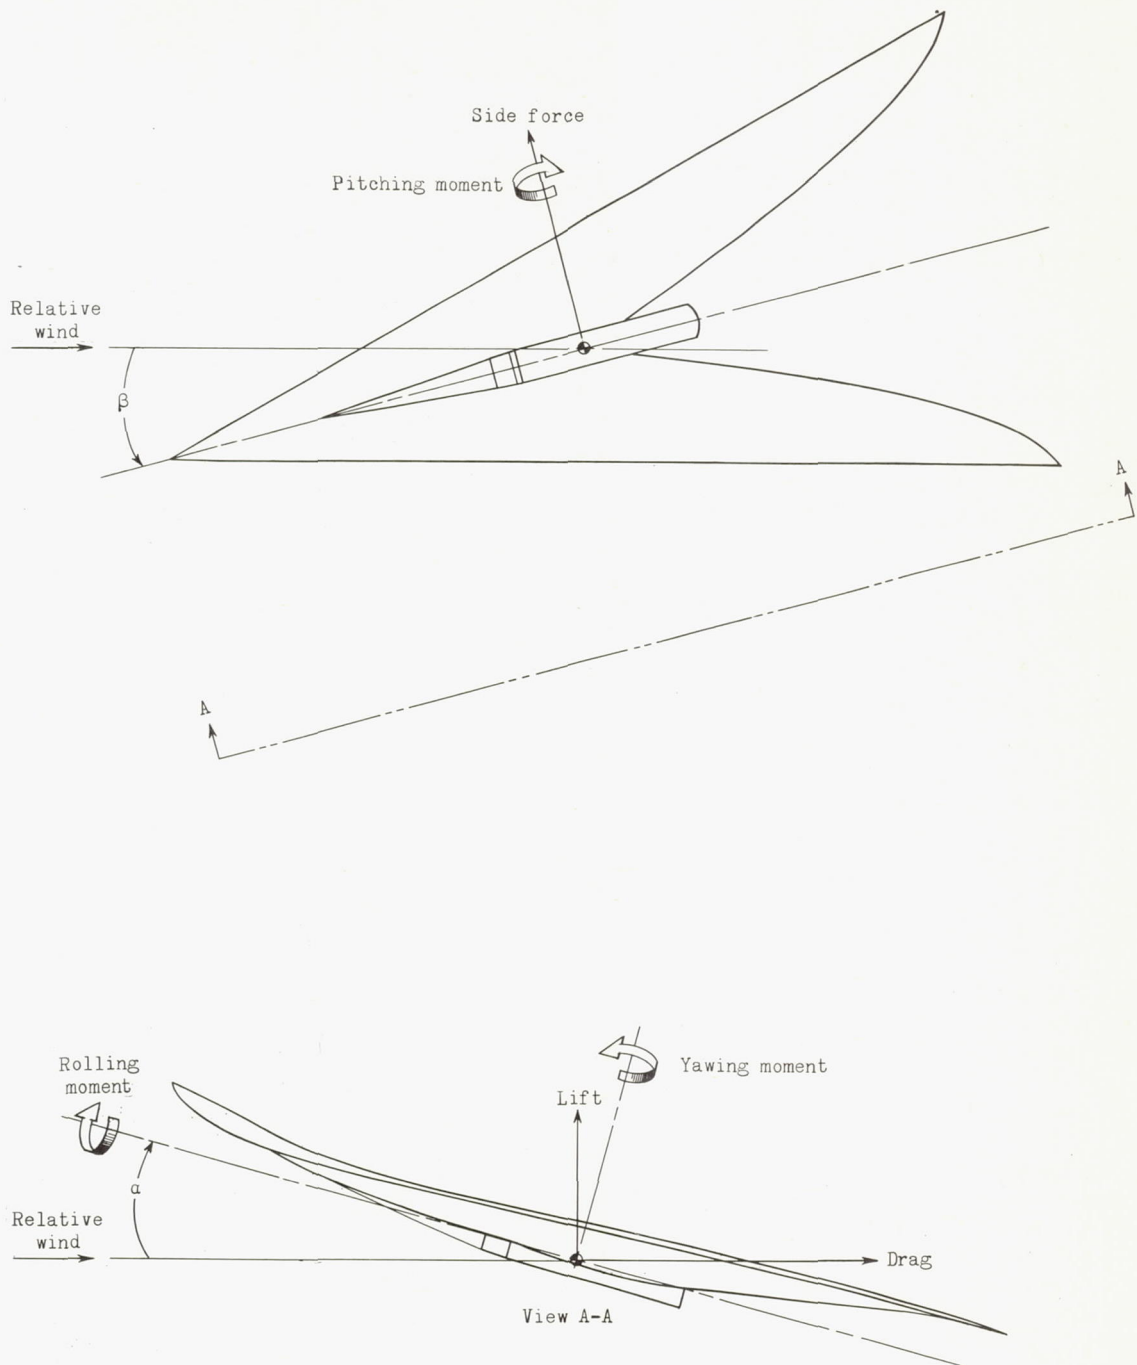 Side force
Pitching moment
Relative
wind
β
A
A
Rolling
moment
Yawing moment
Lift
α
Relative
wind
Drag
View A-A